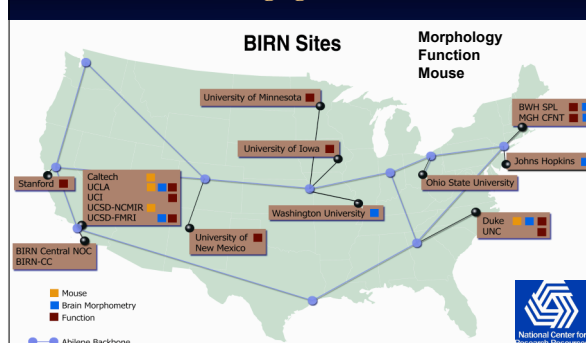 BIRN Sites
Morphology
Function
Mouse
University of Minnesota
BWH SPL
MGH CFNT
University of Iowa
Johns Hopkins
Stanford
Caltech
UCLA
UCI
UCSD-NCMIR
UCSD-FMRI
Ohio State University
Washington University
Duke
UNC
University of
New Mexico
BIRN Central NOC
BIRN-CC
Mouse
Brain Morphometry
Function
Abilene Backbone
National Center for
Research Resources